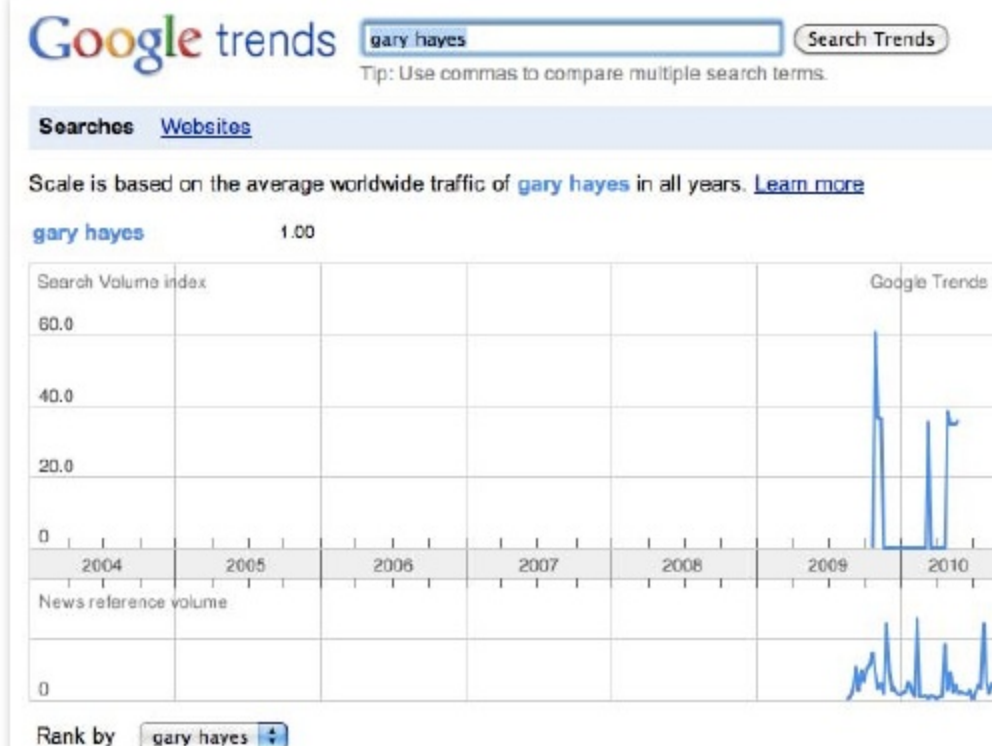 Google trends gary hayes Search Trends
Tip: Use commas to compare multiple search terms.
Searches Websites
Scale is based on the average worldwide traffic of gary hayes in all years. Learn more
gary hayes 1.00
Search Volume index Google Trends
60.0
40.0
20.0
0
2004 2005 2006 2007 2008 2009 2010
News reference volume
0
Rank by gary hayes